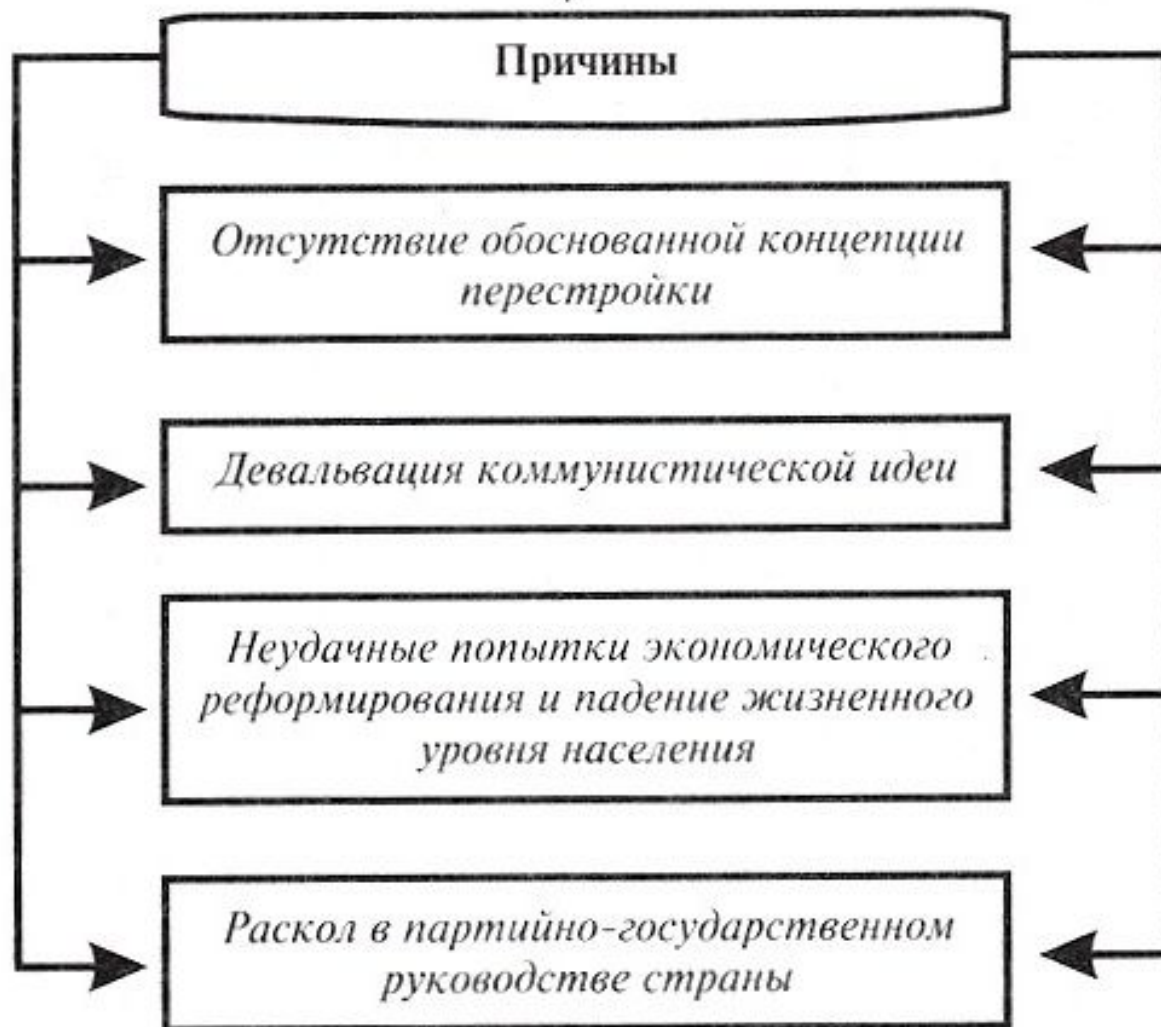 Причины
Отсутствие обоснованной концепции
перестройки
Девальвация коммунистической идеи
Неудачные попытки экономического
реформирования и падение жизненного
уровня населения
Раскол в партийно-государственном
руководстве страны